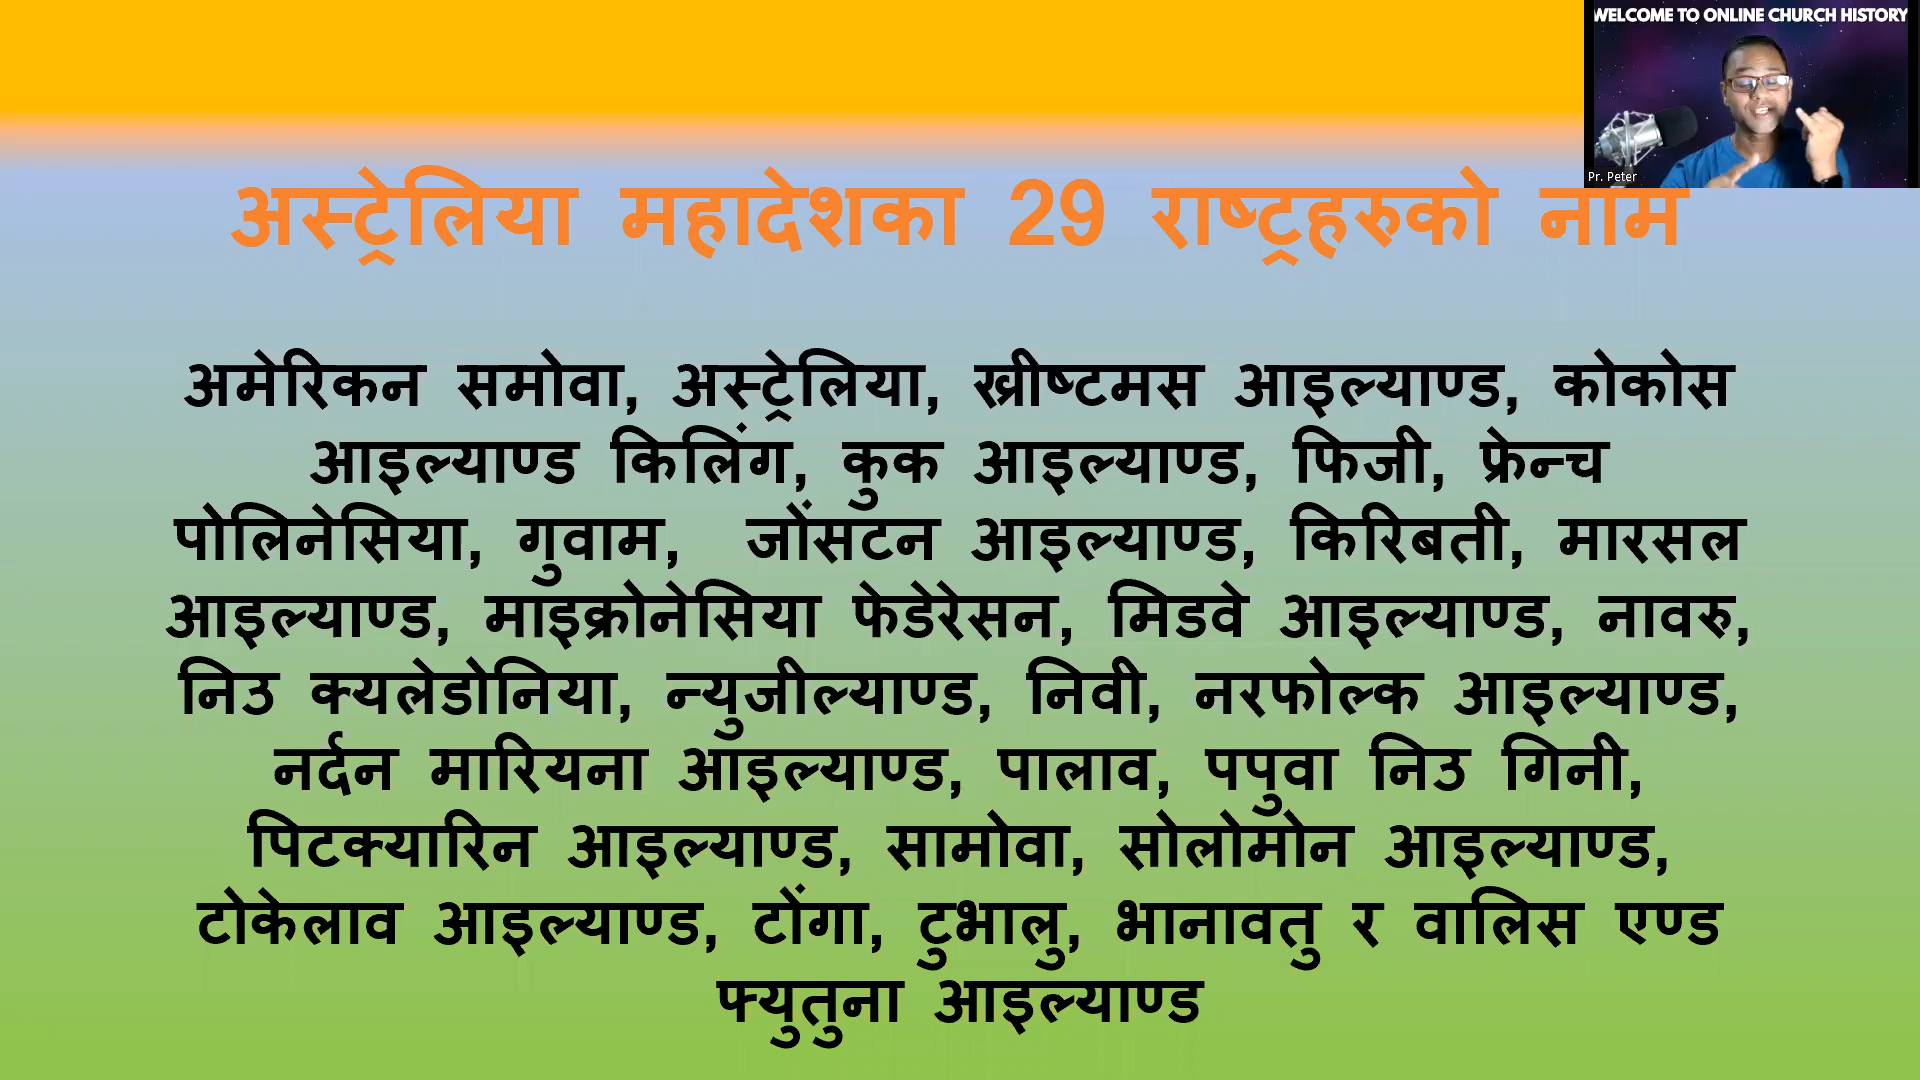 WELCOME TO ONLINE CHURCH HISTORY
Pr. Peter
अस्ट्रेलिया महादेशका 29 राष्ट्रहरुको नाम
अमेरिकन समोवा, अस्ट्रेलिया, ख्रीष्टमस आइल्याण्ड, कोकोस
आइल्याण्ड किलिंग, कुक आइल्याण्ड, फिजी, फ्रेन्च
पोलिनेसिया, गुवाम, जोंसटन आइल्याण्ड, किरिबती, मारसल
आइल्याण्ड, माइक्रोनेसिया फेडेरेसन, मिडवे आइल्याण्ड, नावरु,
निउ क्यलेडोनिया, न्युजील्याण्ड, निवी, नरफोल्क आइल्याण्ड,
नर्दन मारियना आइल्याण्ड, पालाव, पपुवा निउ गिनी,
पिटक्यारिन आइल्याण्ड, सामोवा, सोलोमोन आइल्याण्ड,
टोकेलाव आइल्याण्ड, टोंगा, टुभालु, भानावतु र वालिस एण्ड
फ्युतुना आइल्याण्ड